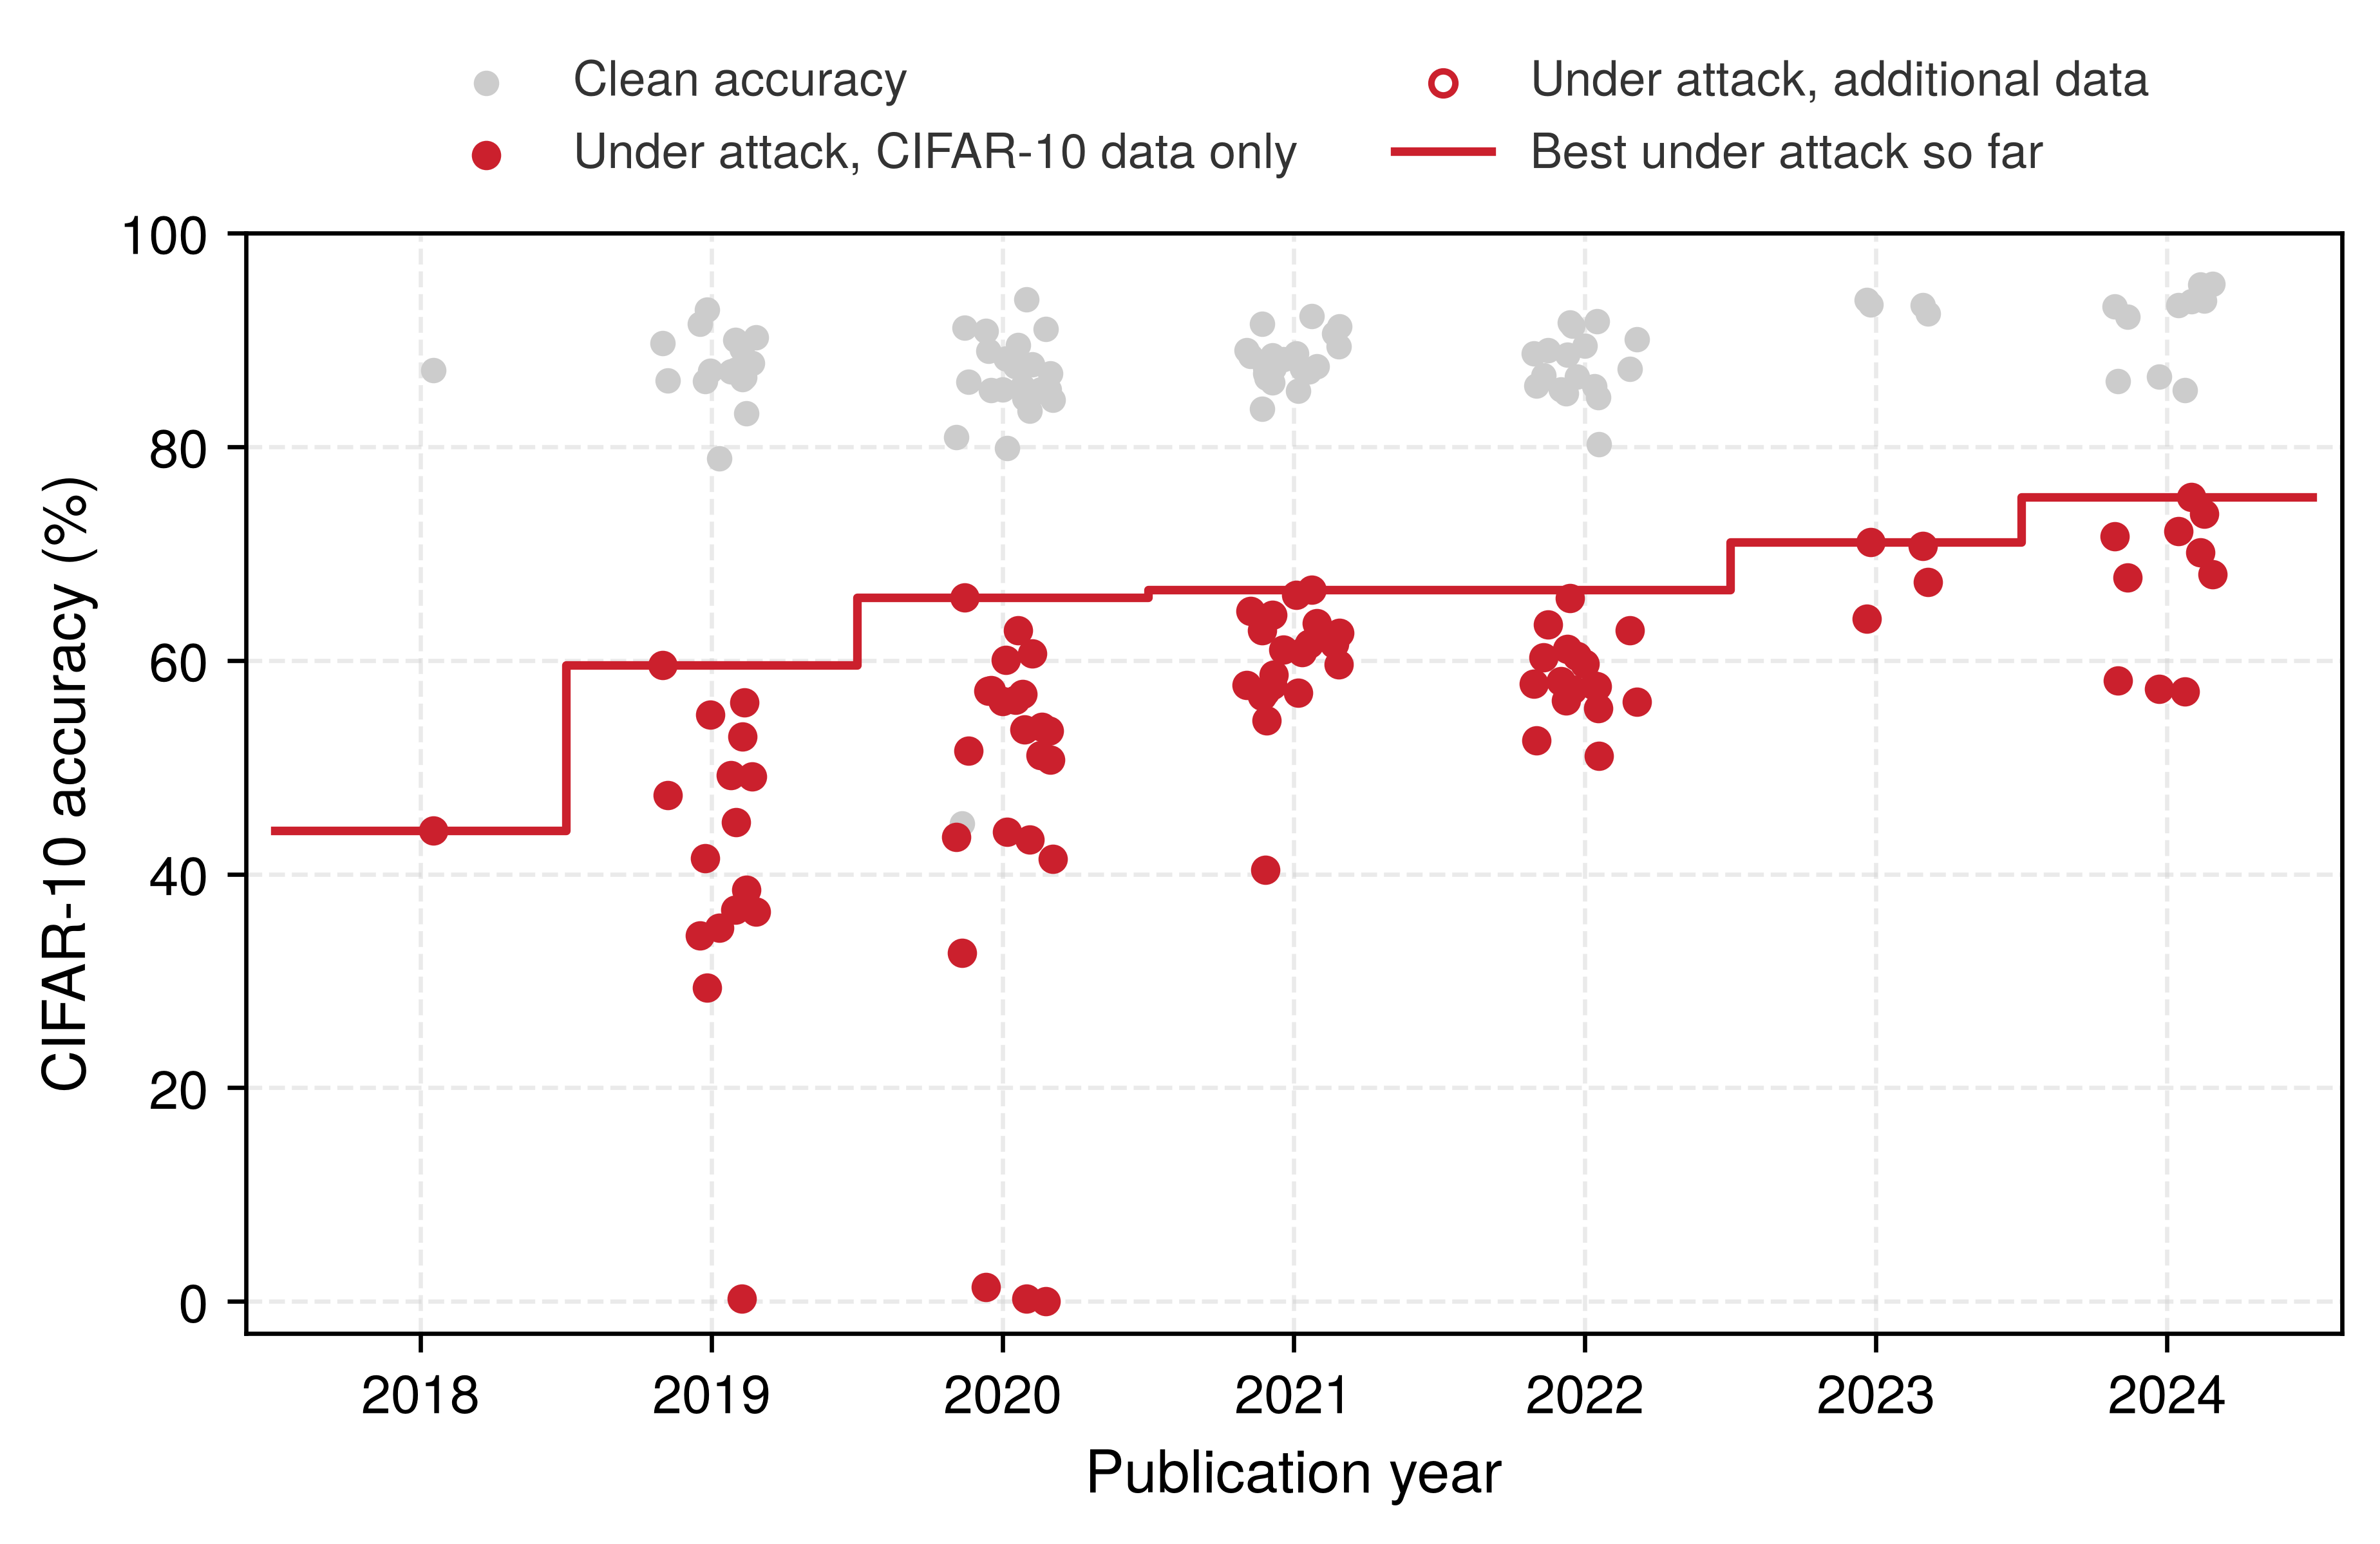 Clean accuracy
Under attack, CIFAR-10 data only
Under attack, additional data
Best under attack so far
CIFAR-10 accuracy (%)
100
80
60
40
20
0
2018 2019 2020 2021 2022 2023 2024
Publication year